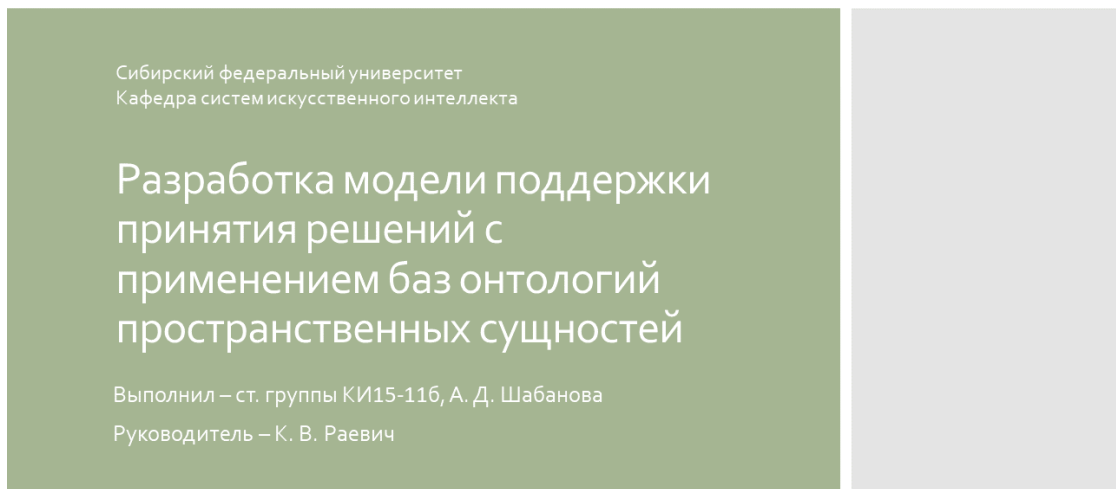 Сибирский федеральный университет
Кафедра систем искусственного интеллекта
Разработка модели поддержки
принятия решений с
применением баз онтологий
пространственных сущностей
Выполнил – ст. группы КИ15-11б, А. Д. Шабанова
Руководитель – К. В. Раевич